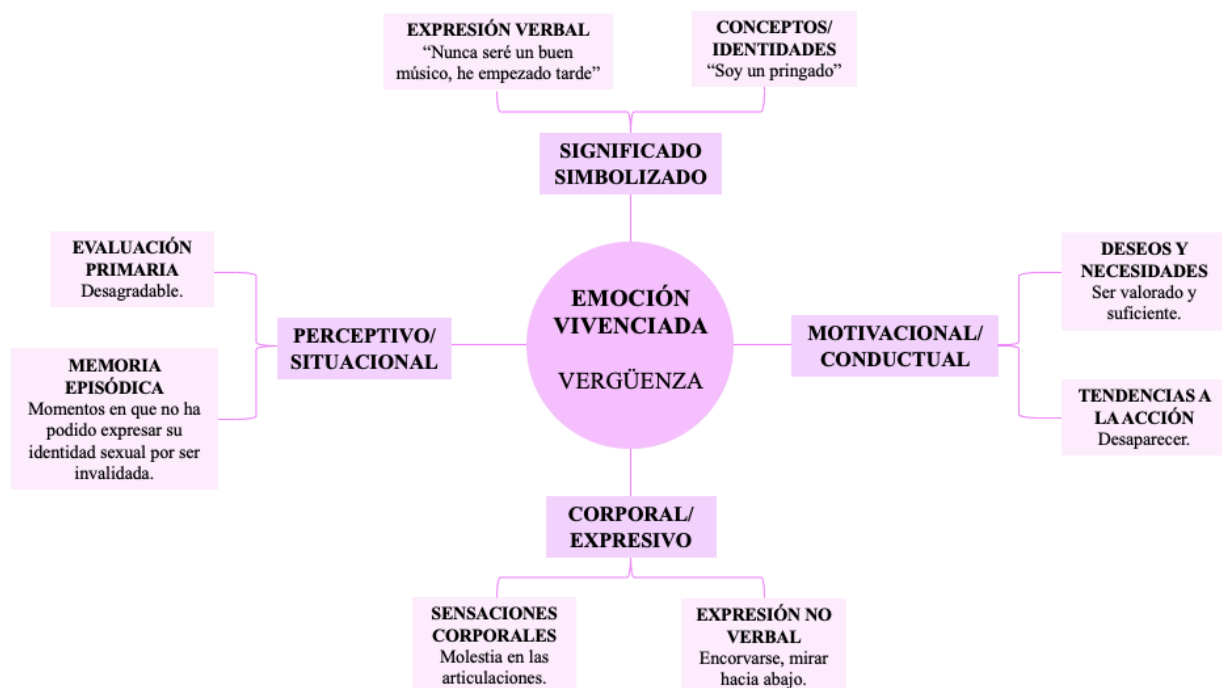 EXPRESIÓN VERBAL
“Nunca seré un buen
músico, he empezado tarde”
CONCEPTOS/
IDENTIDADES
“Soy un pringado”
SIGNIFICADO
SIMBOLIZADO
EVALUACIÓN
PRIMARIA
Desagradable.
MEMORIA
EPISÓDICA
Momentos en que no ha
podido expresar su
identidad sexual por ser
invalidada.
PERCEPTIVO/
SITUACIONAL
EMOCIÓN
VIVENCIADA
VERGÜENZA
MOTIVACIONAL/
CONDUCTUAL
DESEOS Y
NECESIDADES
Ser valorado y
suficiente.
TENDENCIAS A
LA ACCIÓN
Desaparecer.
CORPORAL/
EXPRESIVO
SENSACIONES
CORPORALES
Molestia en las
articulaciones.
EXPRESIÓN NO
VERBAL
Encorvarse, mirar
hacia abajo.